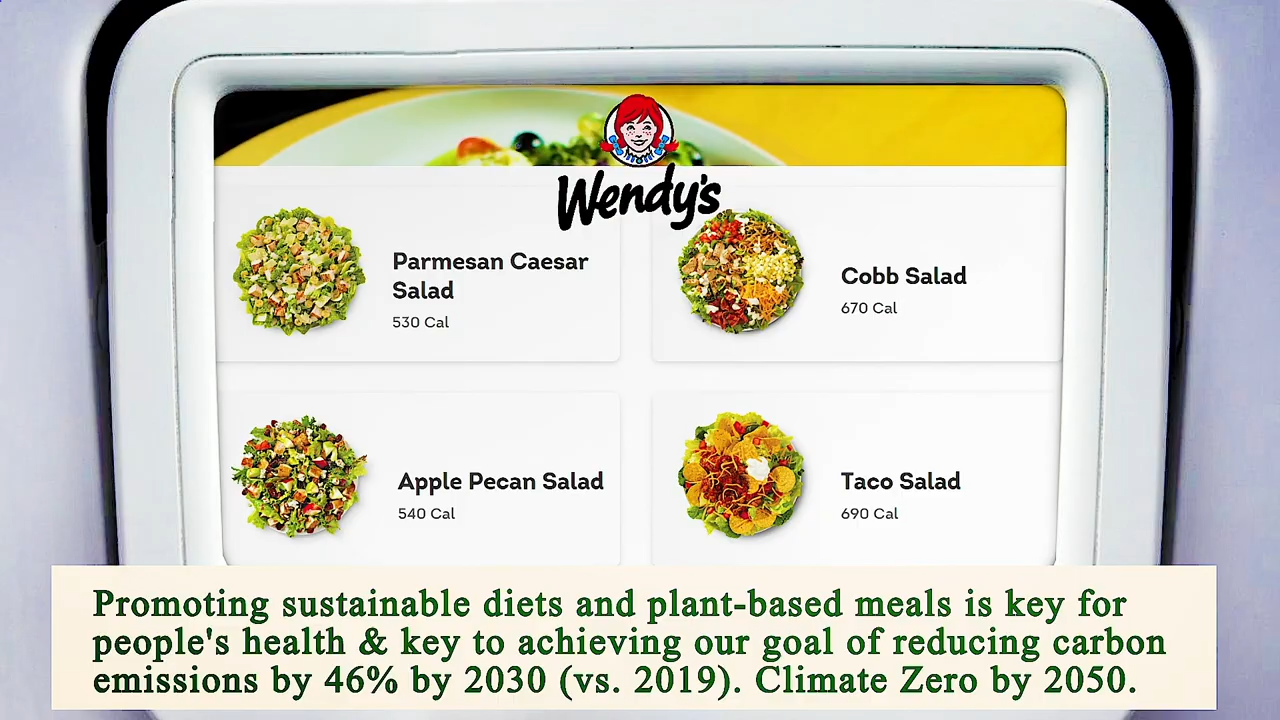 Wendy's
Parmesan Caesar
Salad
530 Cal
Cobb Salad
670 Cal
Apple Pecan Salad
540 Cal
Taco Salad
690 Cal
Promoting sustainable diets and plant-based meals is key for
people's health & key to achieving our goal of reducing carbon
emissions by 46% by 2030 (vs. 2019). Climate Zero by 2050.